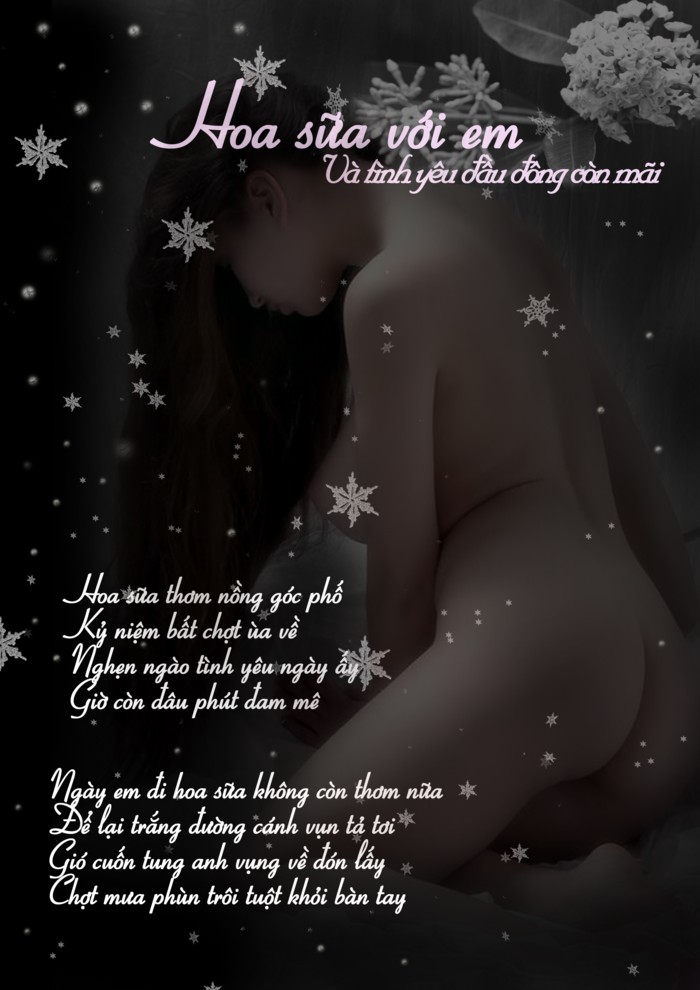 Hoa sữa với em
Và tình yêu đầu đông còn mãi
Hoa sữa thơm nồng góc phố
Kỷ niệm bất chợt ùa về
Nghẹn ngào tình yêu ngày ấy
Giờ còn đâu phút đam mê
Ngày em đi hoa sữa không còn thơm nữa
Để lại trắng đường cánh vụn tả tơi
Gió cuốn tung anh vụng về đón lấy
Chợt mưa phùn trôi tuột khỏi bàn tay